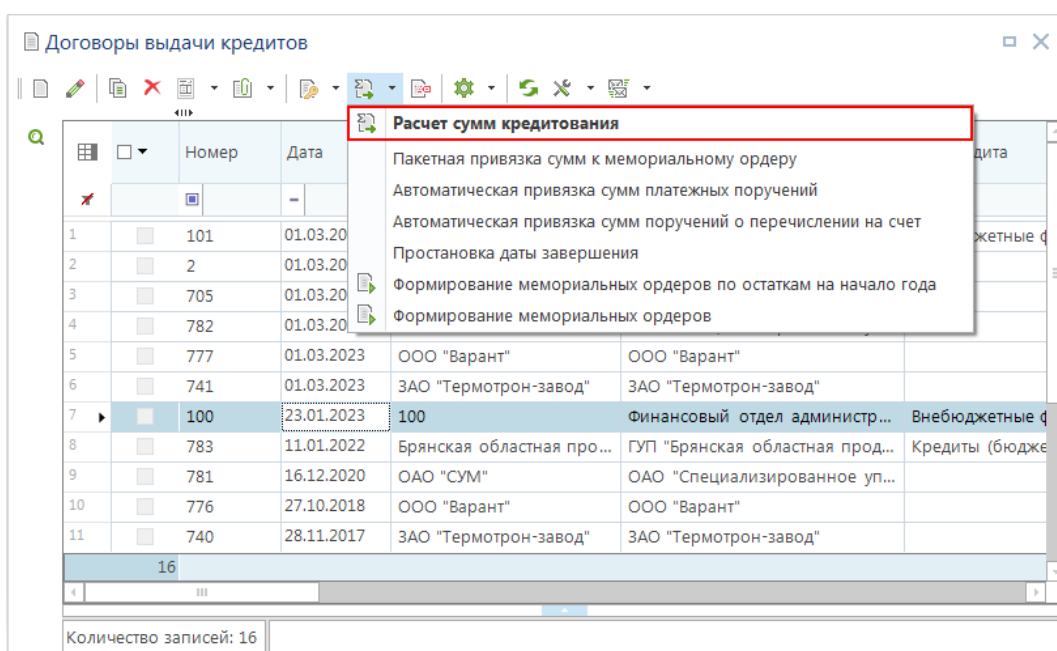 Договоры выдачи кредитов
Расчет сумм кредитования
Пакетная привязка сумм к мемориальному ордеру
Автоматическая привязка сумм платежных поручений
Автоматическая привязка сумм поручений о перечислении на счет
Простановка даты завершения
Формирование мемориальных ордеров по остаткам на начало года
Формирование мемориальных ордеров
Номер Дата дита
1 101 01.03.20 жетные ф
2 2 01.03.20
3 705 01.03.20
4 782 01.03.20
5 777 01.03.2023 ООО "Варант" ООО "Варант"
6 741 01.03.2023 ЗАО "Термотрон-завод" ЗАО "Термотрон-завод"
7 100 23.01.2023 100 Финансовый отдел администр... Внебюджетные ф
8 783 11.01.2022 Брянская областная про... ГУП "Брянская областная прод... Кредиты (бюдже
9 781 16.12.2020 ОАО "СУМ" ОАО "Специализированное уп...
10 776 27.10.2018 ООО "Варант" ООО "Варант"
11 740 28.11.2017 ЗАО "Термотрон-завод" ЗАО "Термотрон-завод"
16
Количество записей: 16